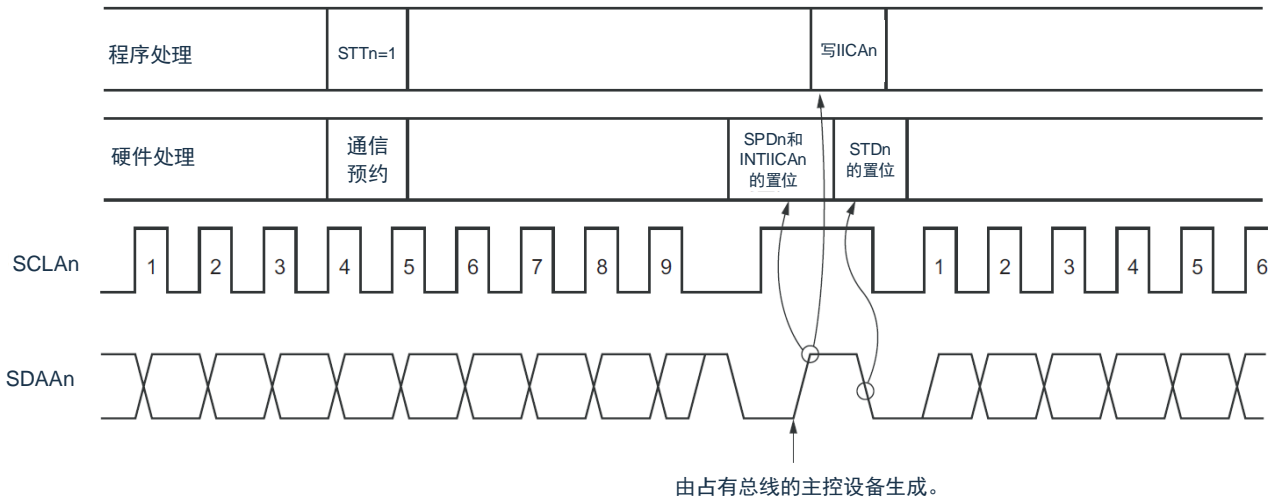 程序处理
STTn=1
写IICAn
硬件处理
通信
预约
SPDn和
INTIICAn
的置位
STDn
的置位
SCLAn
1 2 3 4 5 6 7 8 9 1 2 3 4 5 6
SDAAn
由占有总线的主控设备生成。